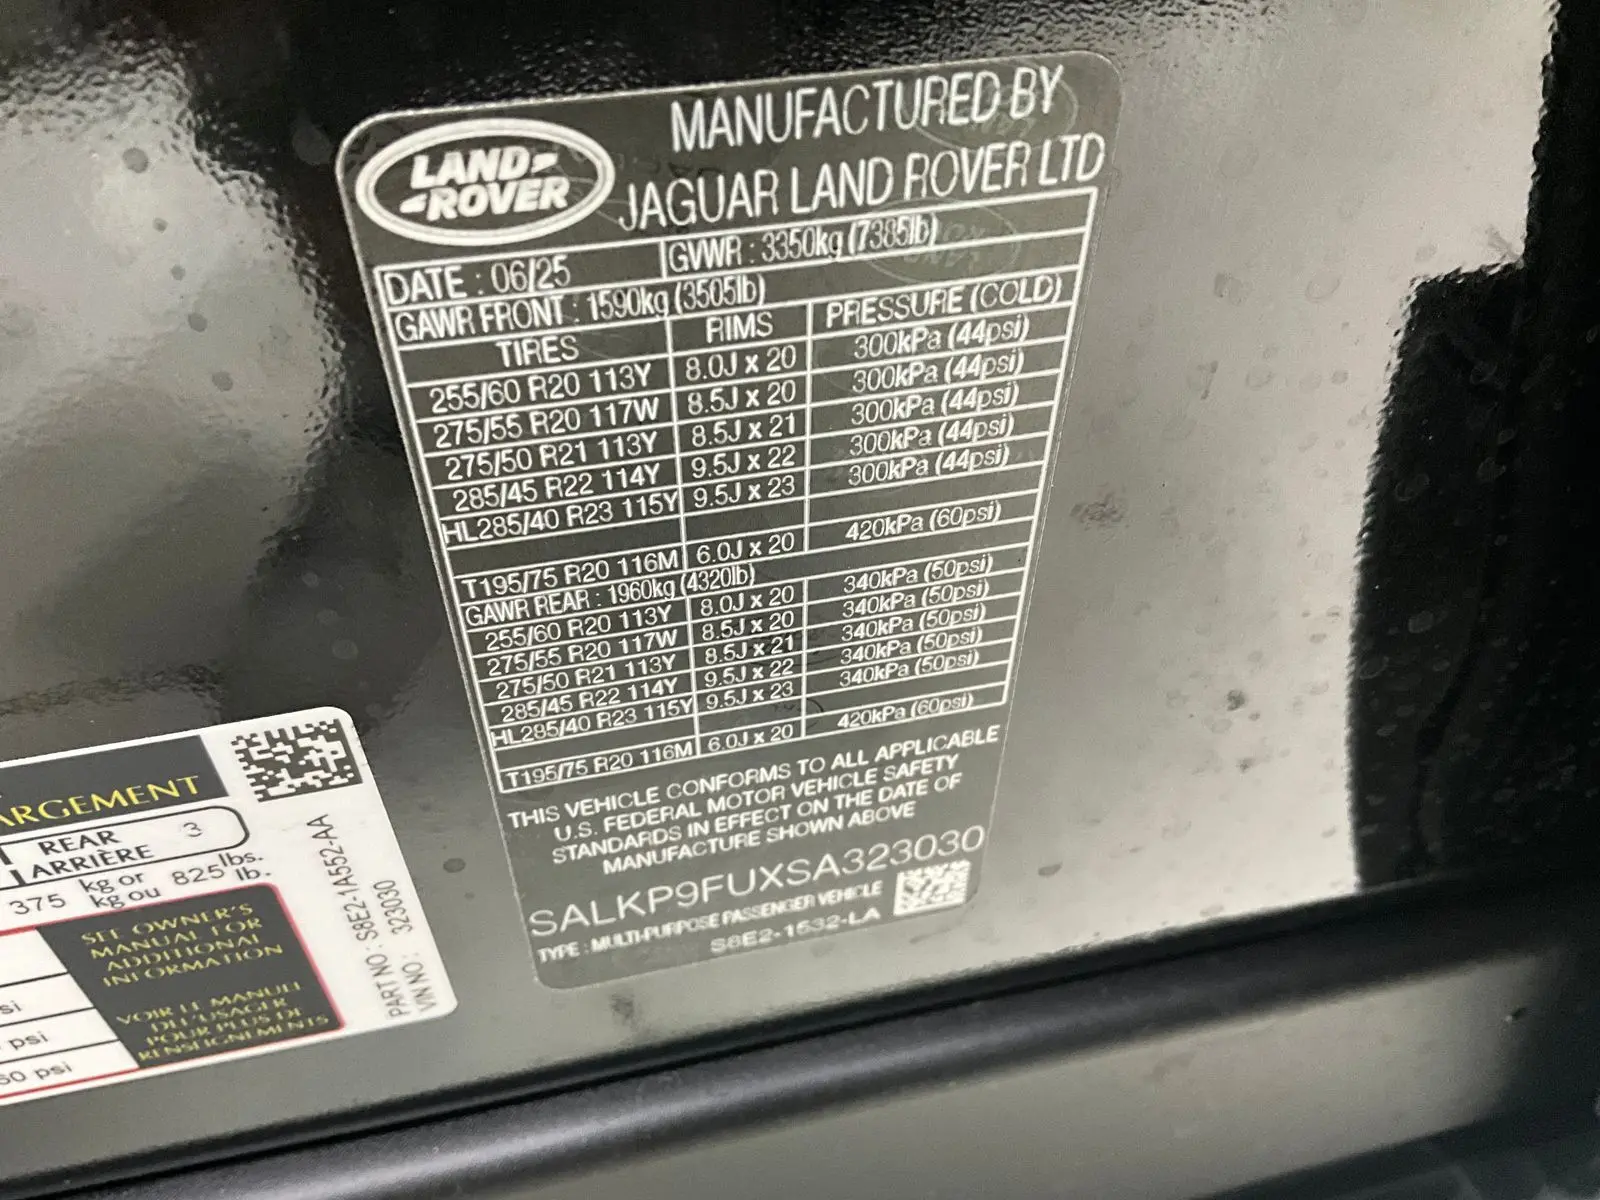 LAND-
-ROVER
MANUFACTURED BY
JAGUAR LAND ROVER LTD
DATE : 06/25 GVWR : 3350kg (7385lb)
GAWR FRONT : 1590kg (3505lb)
TIRES RIMS PRESSURE (COLD)
255/60 R20 113Y 8.0J x 20 300kPa (44psi)
275/55 R20 117W 8.5J x 20 300kPa (44psi)
275/50 R21 113Y 8.5J x 21 300kPa (44psi)
285/45 R22 114Y 9.5J x 22 300kPa (44psi)
HL285/40 R23 115Y 9.5J x 23 300kPa (44psi)
T195/75 R20 116M 6.0J x 20 420kPa (60psi)
GAWR REAR : 1960kg (4320lb)
255/60 R20 113Y 8.0J x 20 340kPa (50psi)
275/55 R20 117W 8.5J x 20 340kPa (50psi)
275/50 R21 113Y 8.5J x 21 340kPa (50psi)
285/45 R22 114Y 9.5J x 22 340kPa (50psi)
HL285/40 R23 115Y 9.5J x 23 340kPa (50psi)
T195/75 R20 116M 6.0J x 20 420kPa (60psi)
THIS VEHICLE CONFORMS TO ALL APPLICABLE
U.S. FEDERAL MOTOR VEHICLE SAFETY
STANDARDS IN EFFECT ON THE DATE OF
MANUFACTURE SHOWN ABOVE
SALKP9FUXSA323030
TYPE : MULTI-PURPOSE PASSENGER VEHICLE
S8E2-1532-LA
ARGEMENT
REAR 3
ARRIÈRE
375 kg or 825 lbs.
kg ou lb.
SEE OWNER'S
MANUAL FOR
ADDITIONAL
INFORMATION
VOIR LE MANUEL
DE L'USAGER
POUR PLUS DE
RENSEIGNEMENTS
si
psi
60 psi
PART NO : S8E2-1A552-AA
VIN NO: 323030